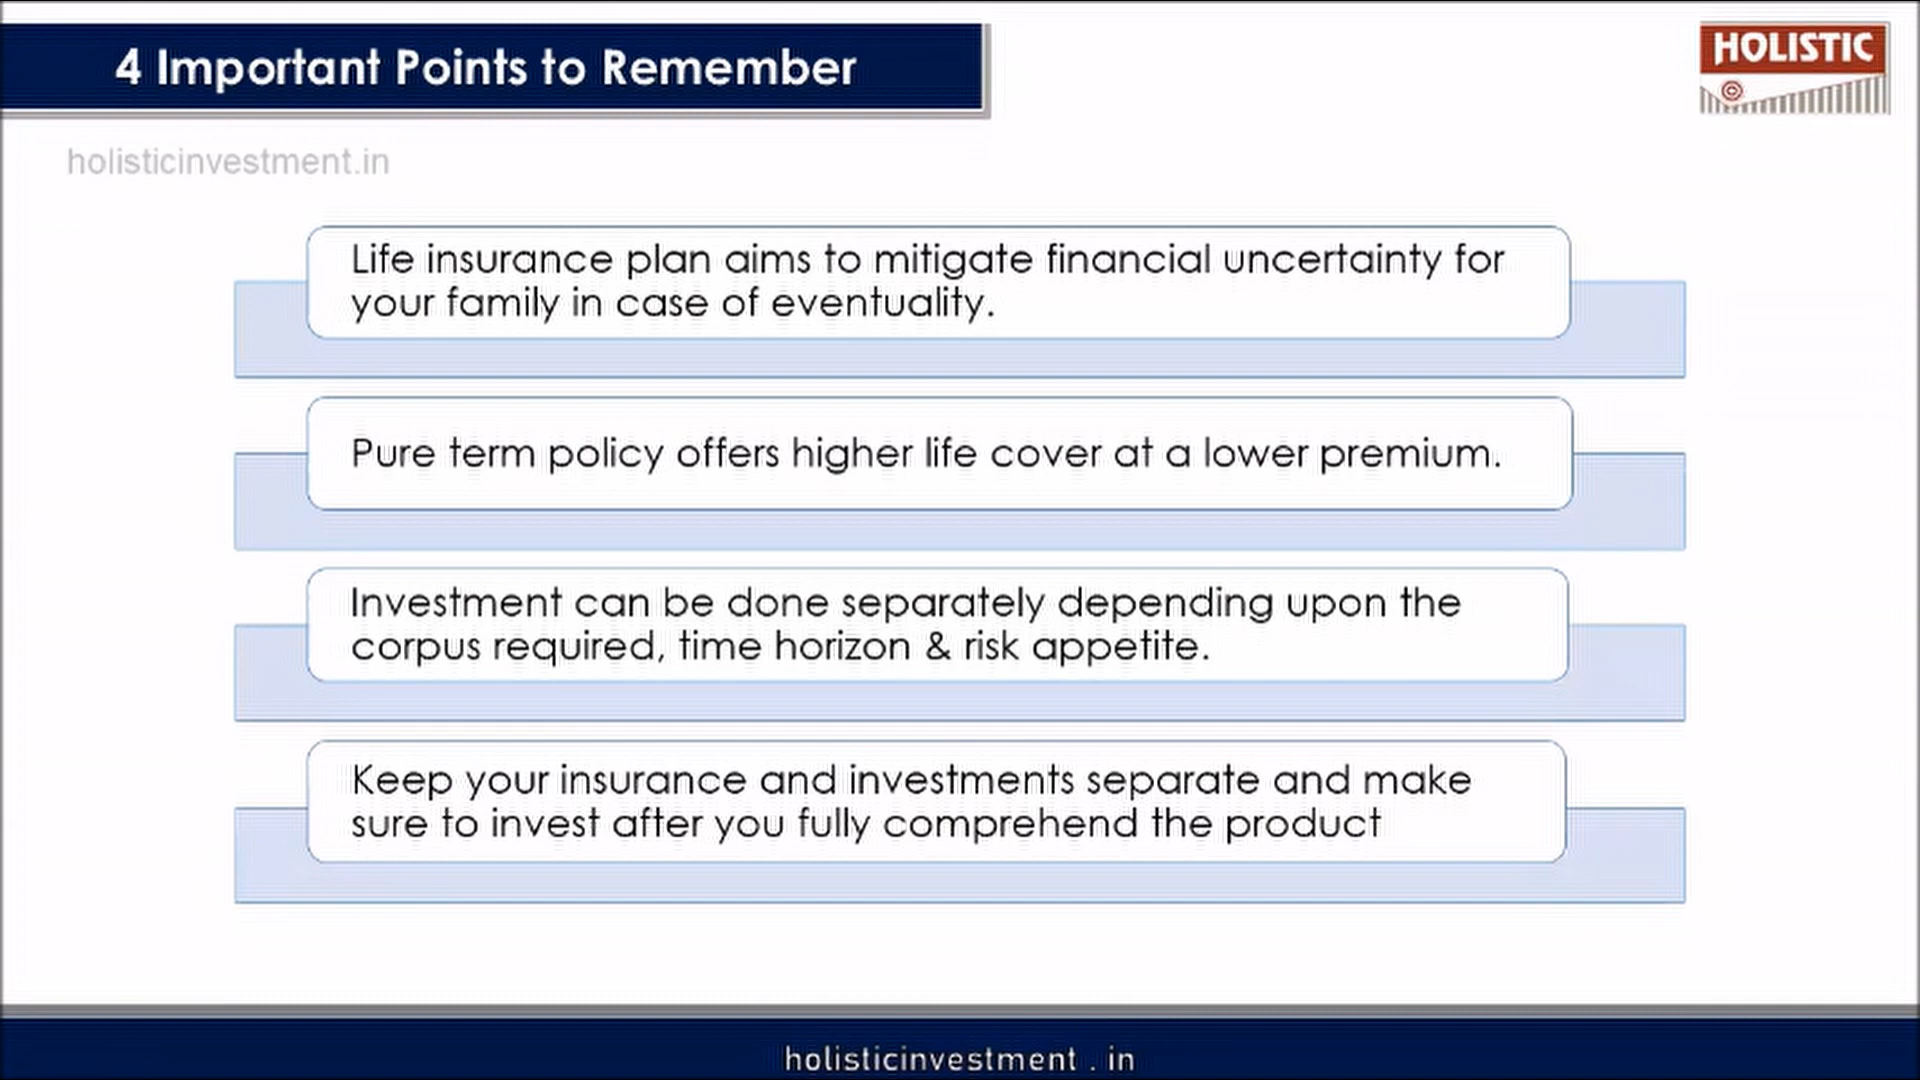 4 Important Points to Remember
HOLISTIC
©
holisticinvestment.in
Life insurance plan aims to mitigate financial uncertainty for
your family in case of eventuality.
Pure term policy offers higher life cover at a lower premium.
Investment can be done separately depending upon the
corpus required, time horizon & risk appetite.
Keep your insurance and investments separate and make
sure to invest after you fully comprehend the product
holisticinvestment . in